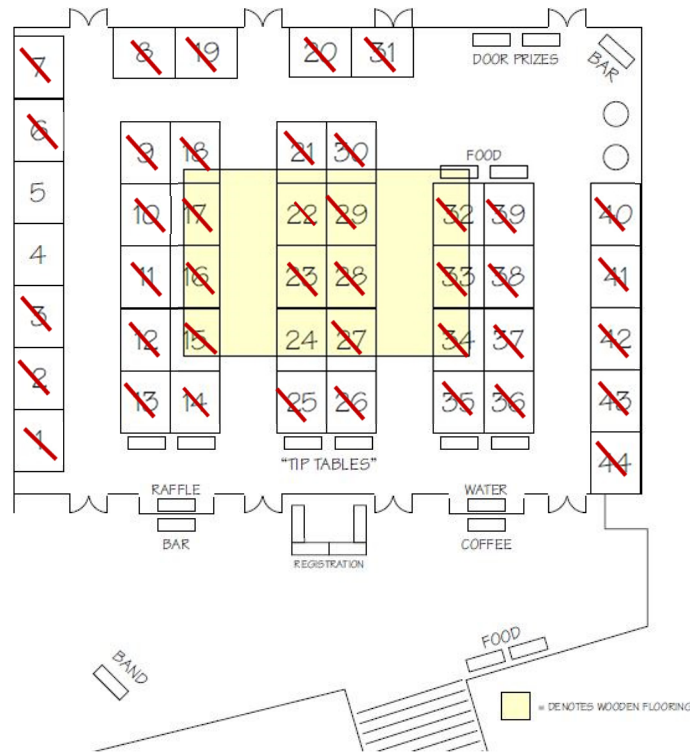 8 19 20 31
DOOR PRIZES
BAR
7
6
5
4
3
2
1
9 18
10 17
11 16
12 15
13 14
21 30
22 29
23 28
24 27
25 26
"TIP TABLES"
FOOD
32 39
33 38
34 37
35 36
40
41
42
43
44
RAFFLE
BAR
REGISTRATION
WATER
COFFEE
BAND
FOOD
= DENOTES WOODEN FLOORING